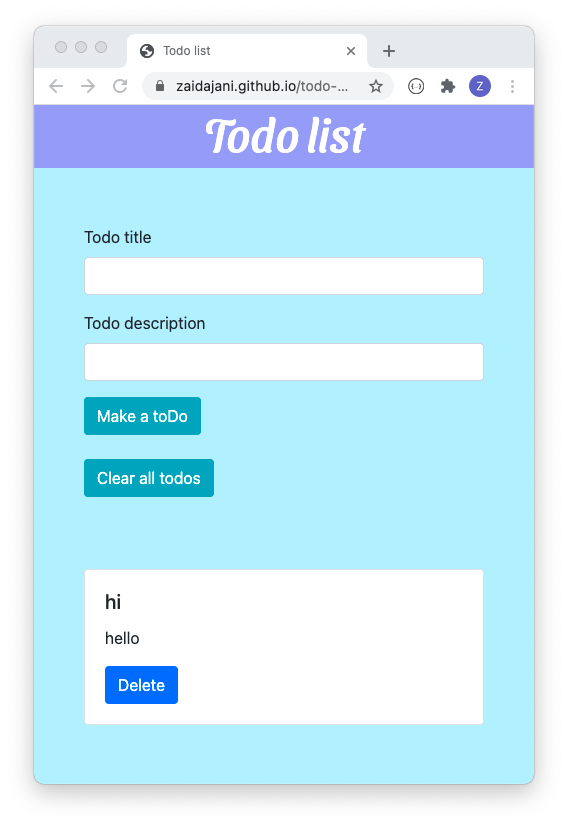 Todo list
zaidajani.github.io/todo-...
Z
Todo list
Todo title
Todo description
Make a toDo
Clear all todos
hi
hello
Delete